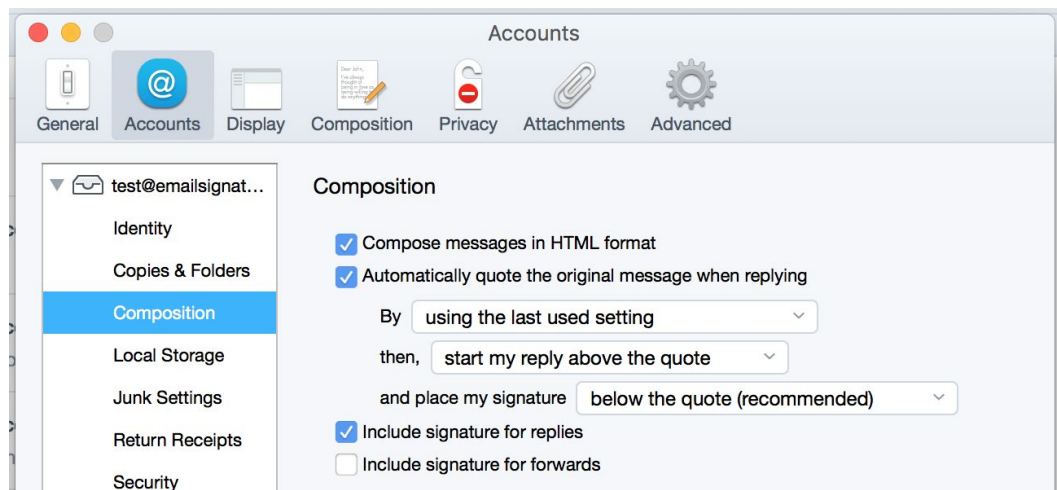 Accounts
General Accounts Display Composition Privacy Attachments Advanced
test@emailsignat...
Identity
Copies & Folders
Composition
Local Storage
Junk Settings
Return Receipts
Security
Composition
Compose messages in HTML format
Automatically quote the original message when replying
By using the last used setting
then, start my reply above the quote
and place my signature below the quote (recommended)
Include signature for replies
Include signature for forwards